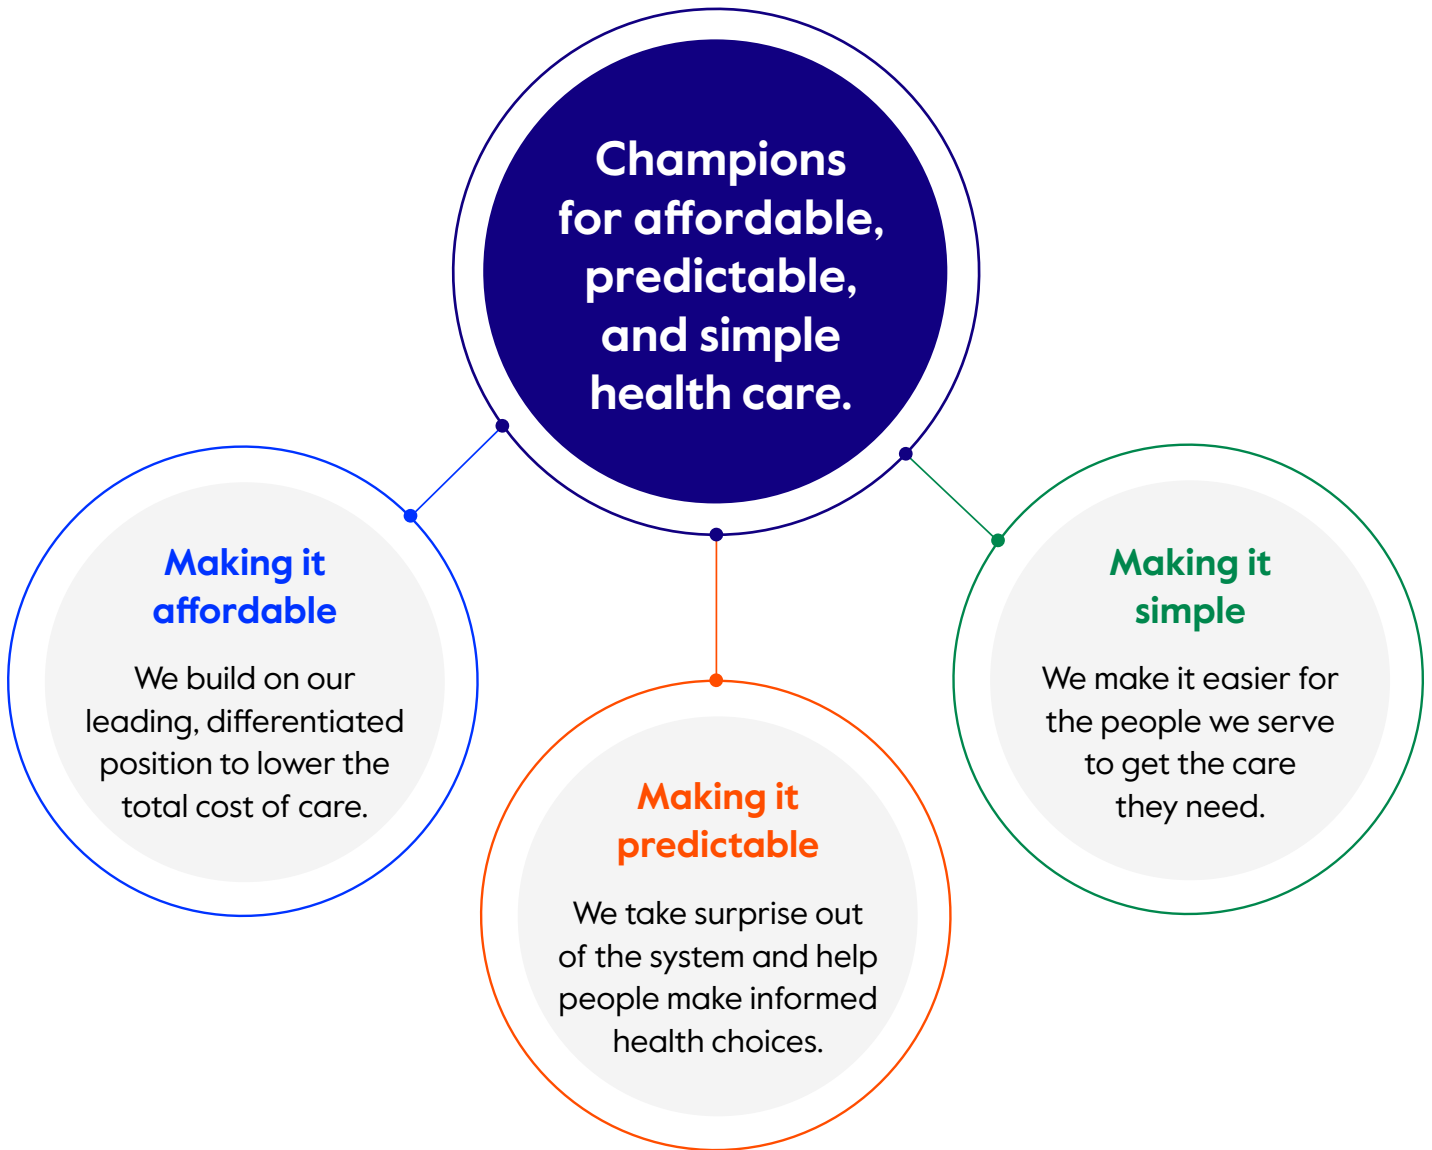 Champions
for affordable,
predictable,
and simple
health care.
Making it
affordable
We build on our
leading, differentiated
position to lower the
total cost of care.
Making it
predictable
We take surprise out
of the system and help
people make informed
health choices.
Making it
simple
We make it easier for
the people we serve
to get the care
they need.